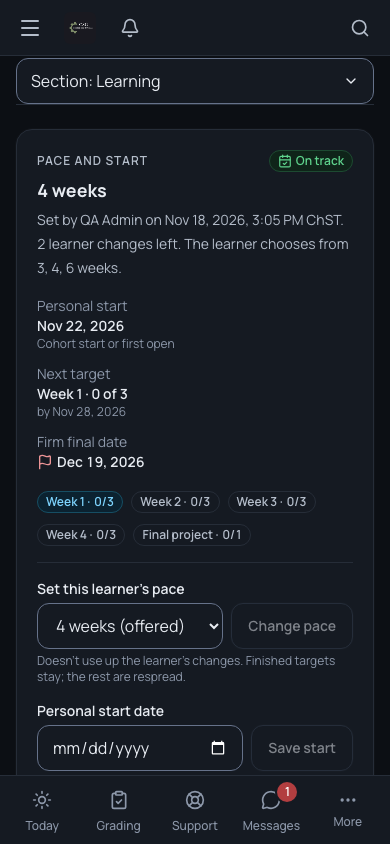 Section: Learning
PACE AND START
On track
4 weeks
Set by QA Admin on Nov 18, 2026, 3:05 PM ChST.
2 learner changes left. The learner chooses from
3, 4, 6 weeks.
Personal start
Nov 22, 2026
Cohort start or first open
Next target
Week 1 · 0 of 3
by Nov 28, 2026
Firm final date
Dec 19, 2026
Week 1 · 0/3
Week 2 · 0/3
Week 3 · 0/3
Week 4 · 0/3
Final project · 0/1
Set this learner's pace
4 weeks (offered)
Change pace
Doesn't use up the learner's changes. Finished targets
stay; the rest are respread.
Personal start date
mm/dd/yyyy
Save start
1
Today
Grading
Support
Messages
More